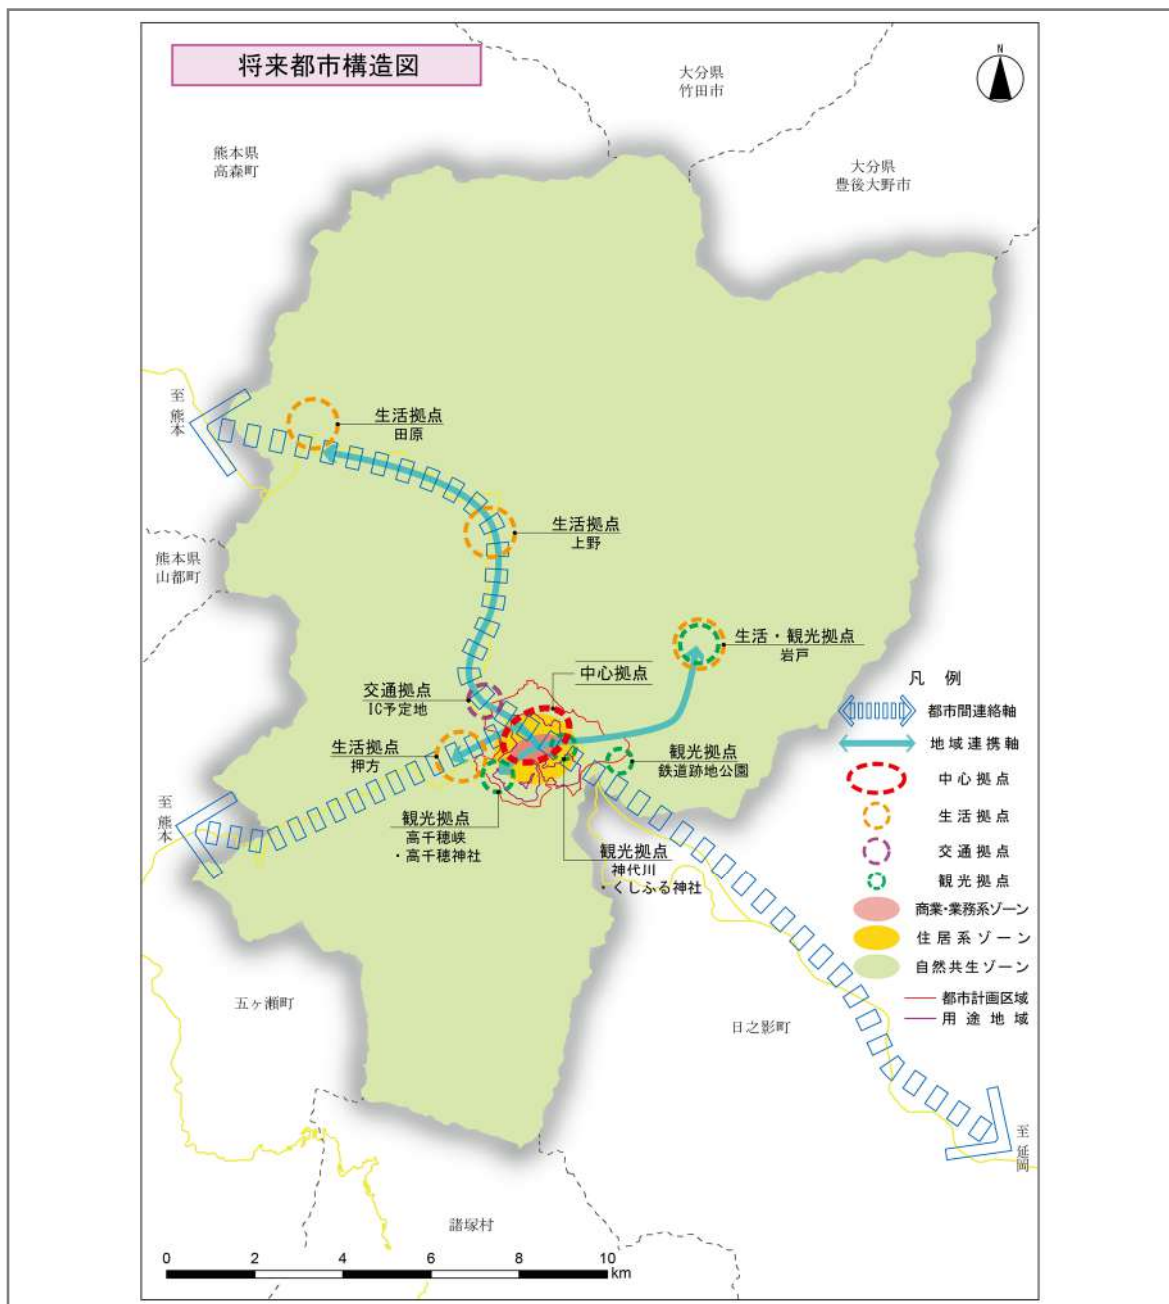 将来都市構造図
N
大分県
竹田市
熊本県
高森町
大分県
豊後大野市
至熊本
生活拠点
田原
生活拠点
上野
熊本県
山都町
生活・観光拠点
岩戸
中心拠点
交通拠点
IC予定地
生活拠点
押方
観光拠点
鉄道跡地公園
至熊本
観光拠点
高千穂峡
・高千穂神社
観光拠点
神代川
・くしふる神社
凡 例
都市間連絡軸
地域連携軸
中心拠点
生活拠点
交通拠点
観光拠点
商業・業務系ゾーン
住居系ゾーン
自然共生ゾーン
都市計画区域
用途地域
五ヶ瀬町
日之影町
至延岡
諸塚村
0 2 4 6 8 10
km